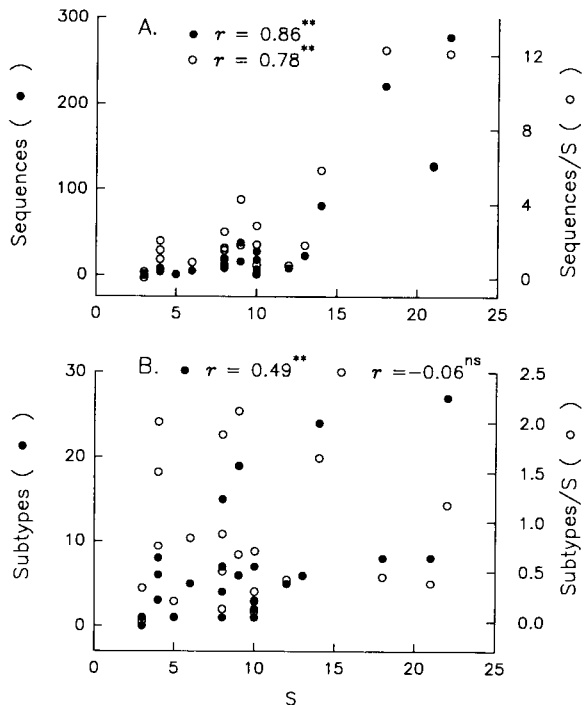 A. ● r = 0.86**
○ r = 0.78**
Sequences ( ● )
300
200
100
0
Sequences/S ( ○ )
12
8
4
0
0 5 10 15 20 25
B. ● r = 0.49** ○ r =-0.06ns
Subtypes ( ● )
30
20
10
0
Subtypes/S ( ○ )
2.5
2.0
1.5
1.0
0.5
0.0
0 5 10 15 20 25
S